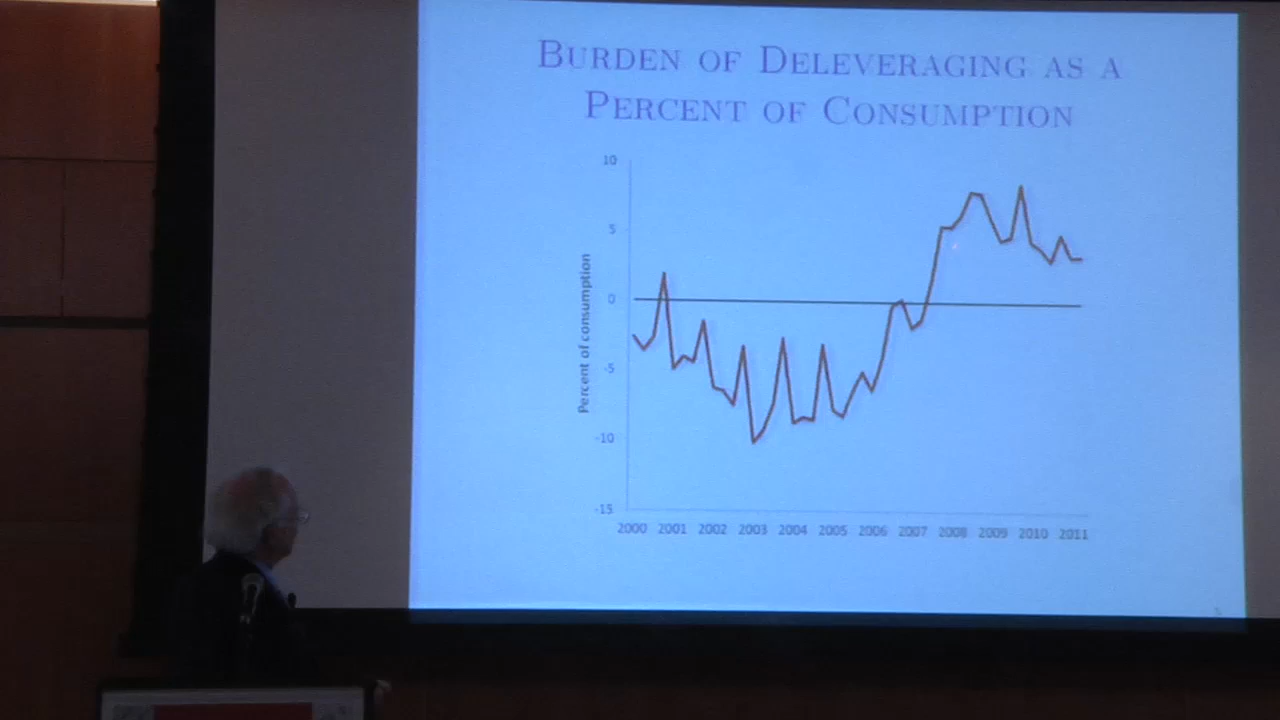 BURDEN OF DELEVERAGING AS A
PERCENT OF CONSUMPTION
10
5
0
-5
-10
-15
Percent of consumption
2000 2001 2002 2003 2004 2005 2006 2007 2008 2009 2010 2011